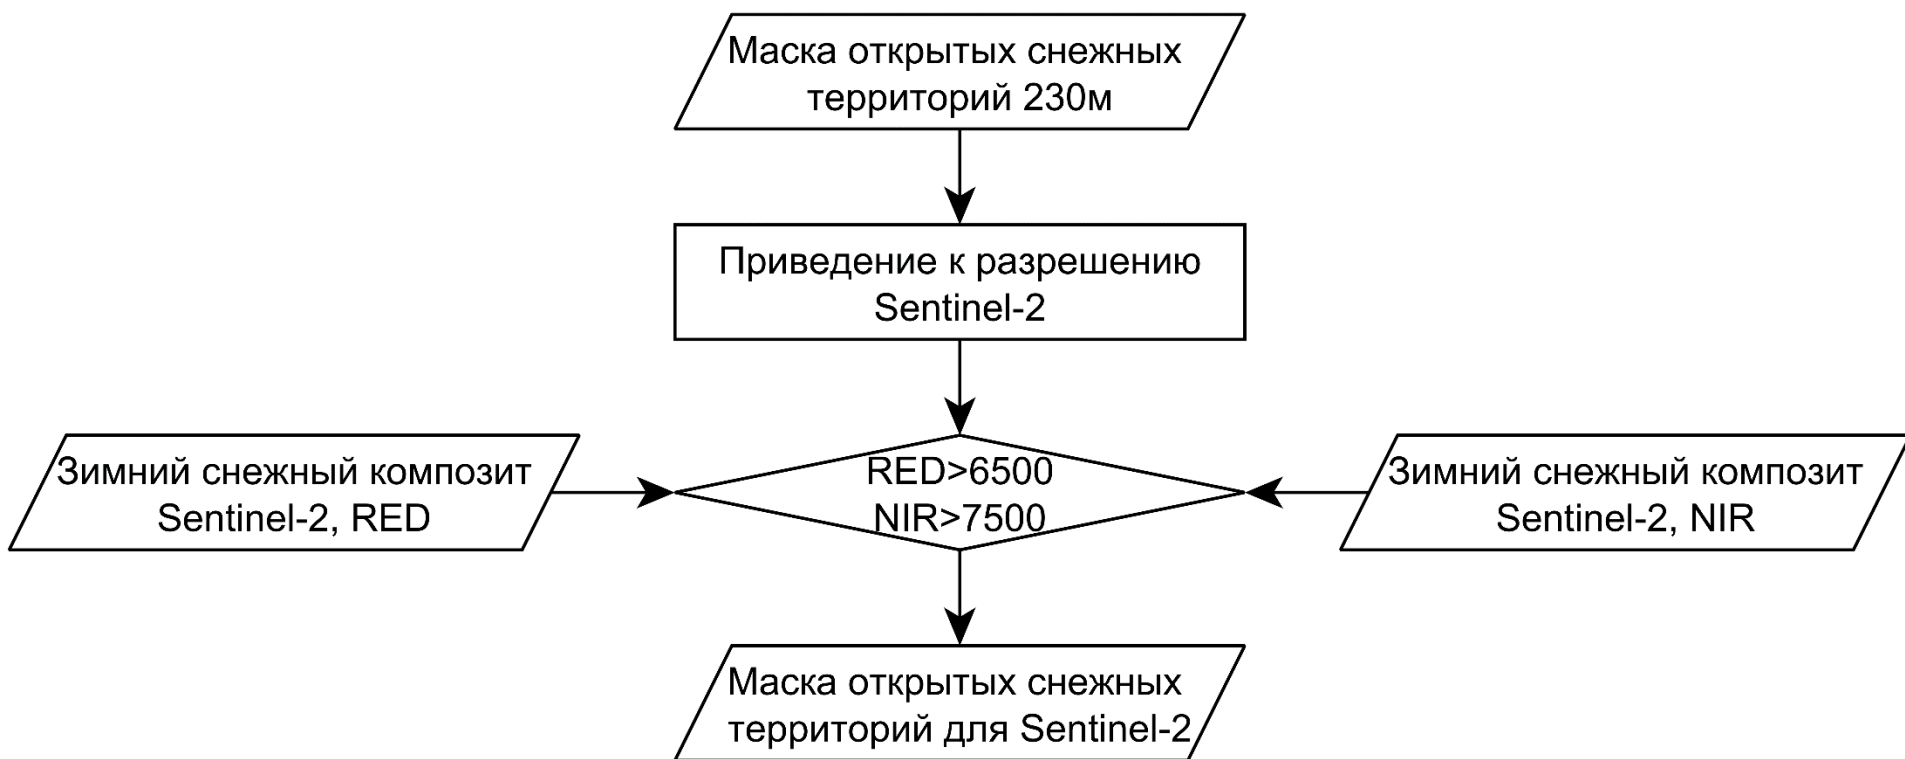 Маска открытых снежных
территорий 230м
Приведение к разрешению
Sentinel-2
Зимний снежный композит
Sentinel-2, RED
RED>6500
NIR>7500
Зимний снежный композит
Sentinel-2, NIR
Маска открытых снежных
территорий для Sentinel-2